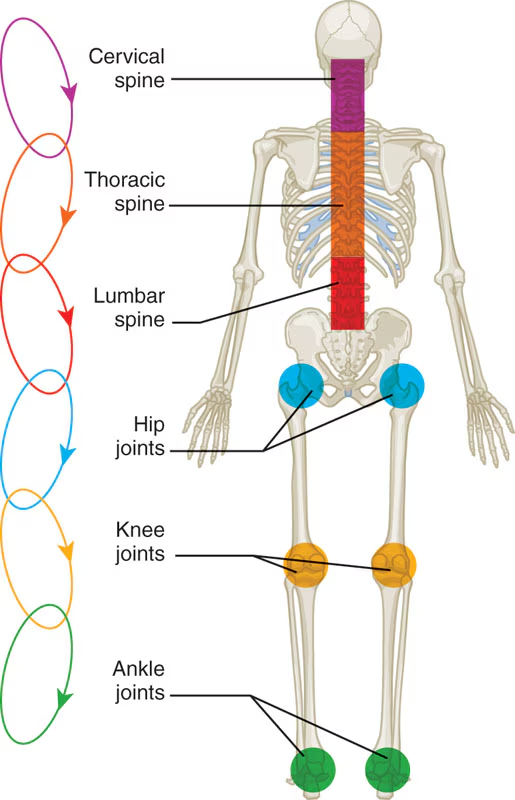 Cervical
spine
Thoracic
spine
Lumbar
spine
Hip
joints
Knee
joints
Ankle
joints